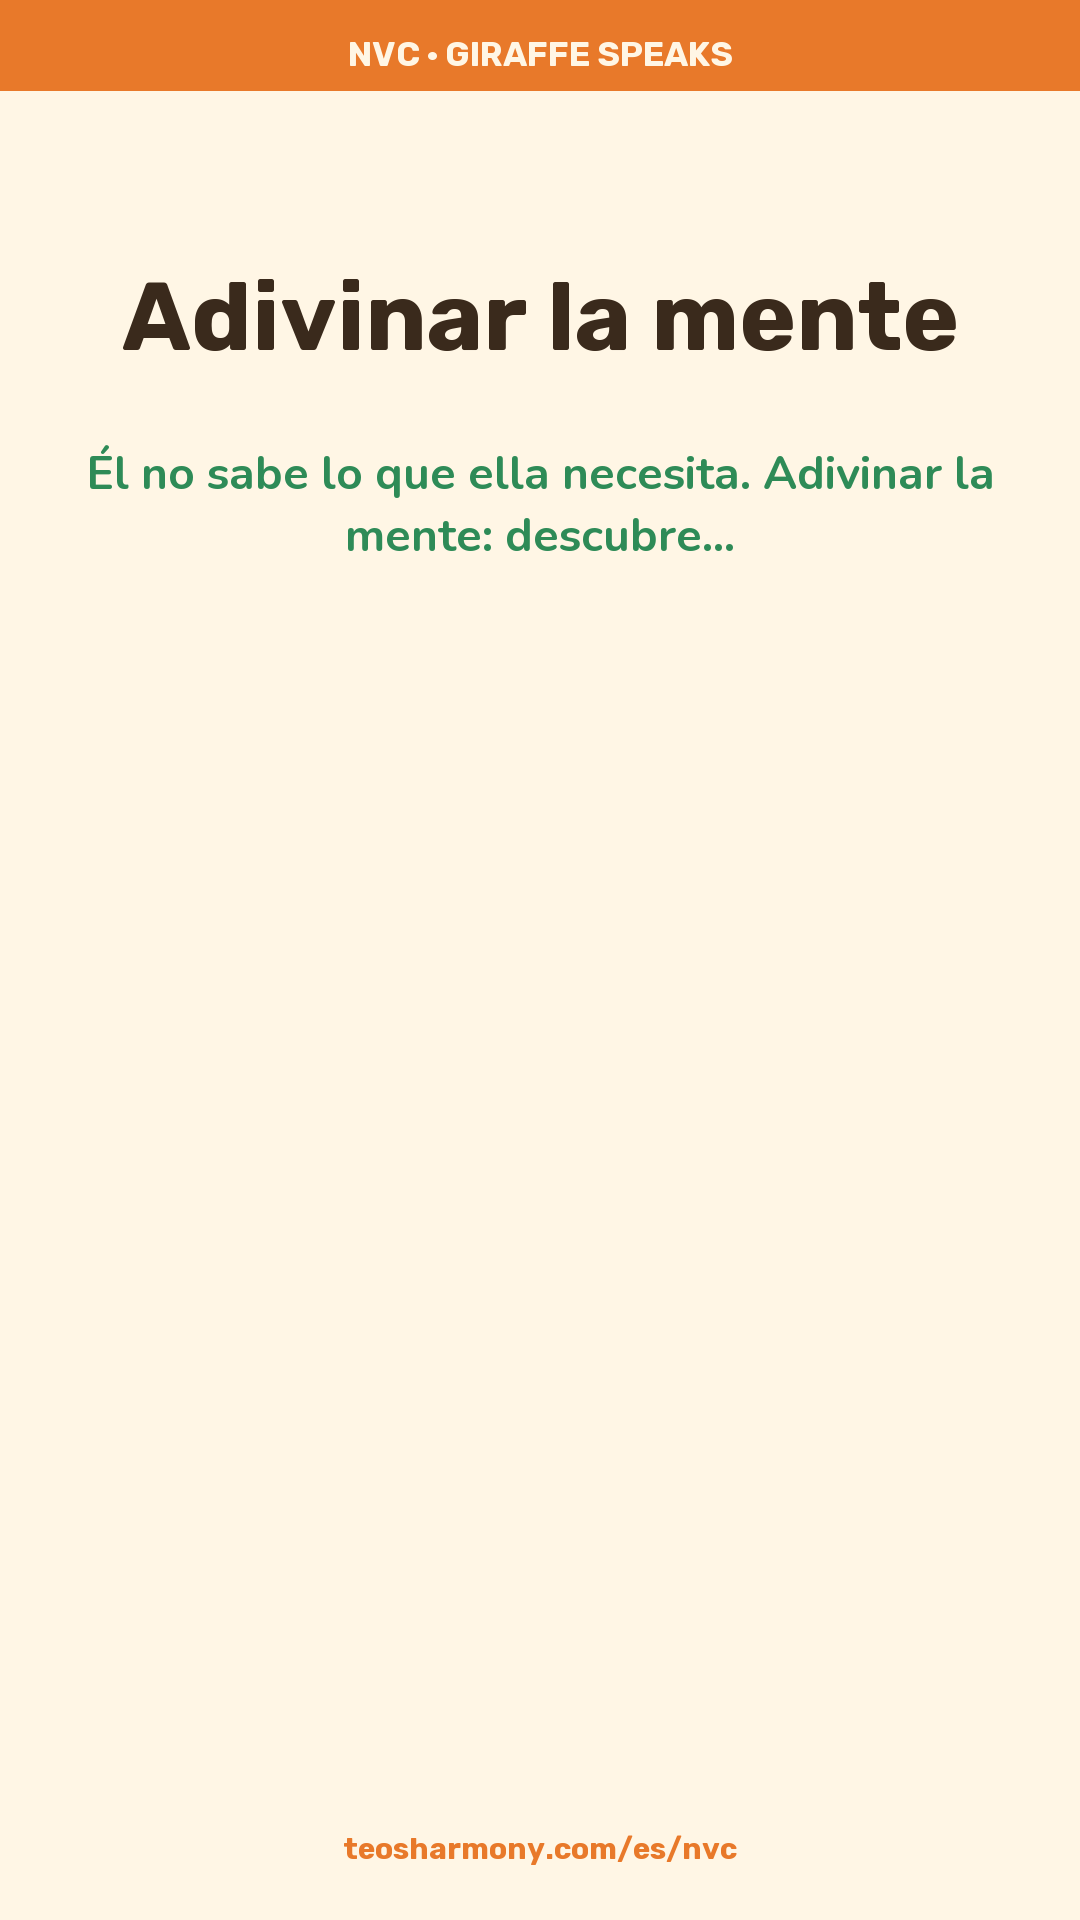 NVC • GIRAFFE SPEAKS
Adivinar la mente
Él no sabe lo que ella necesita. Adivinar la
mente: descubre...
teosharmony.com/es/nvc